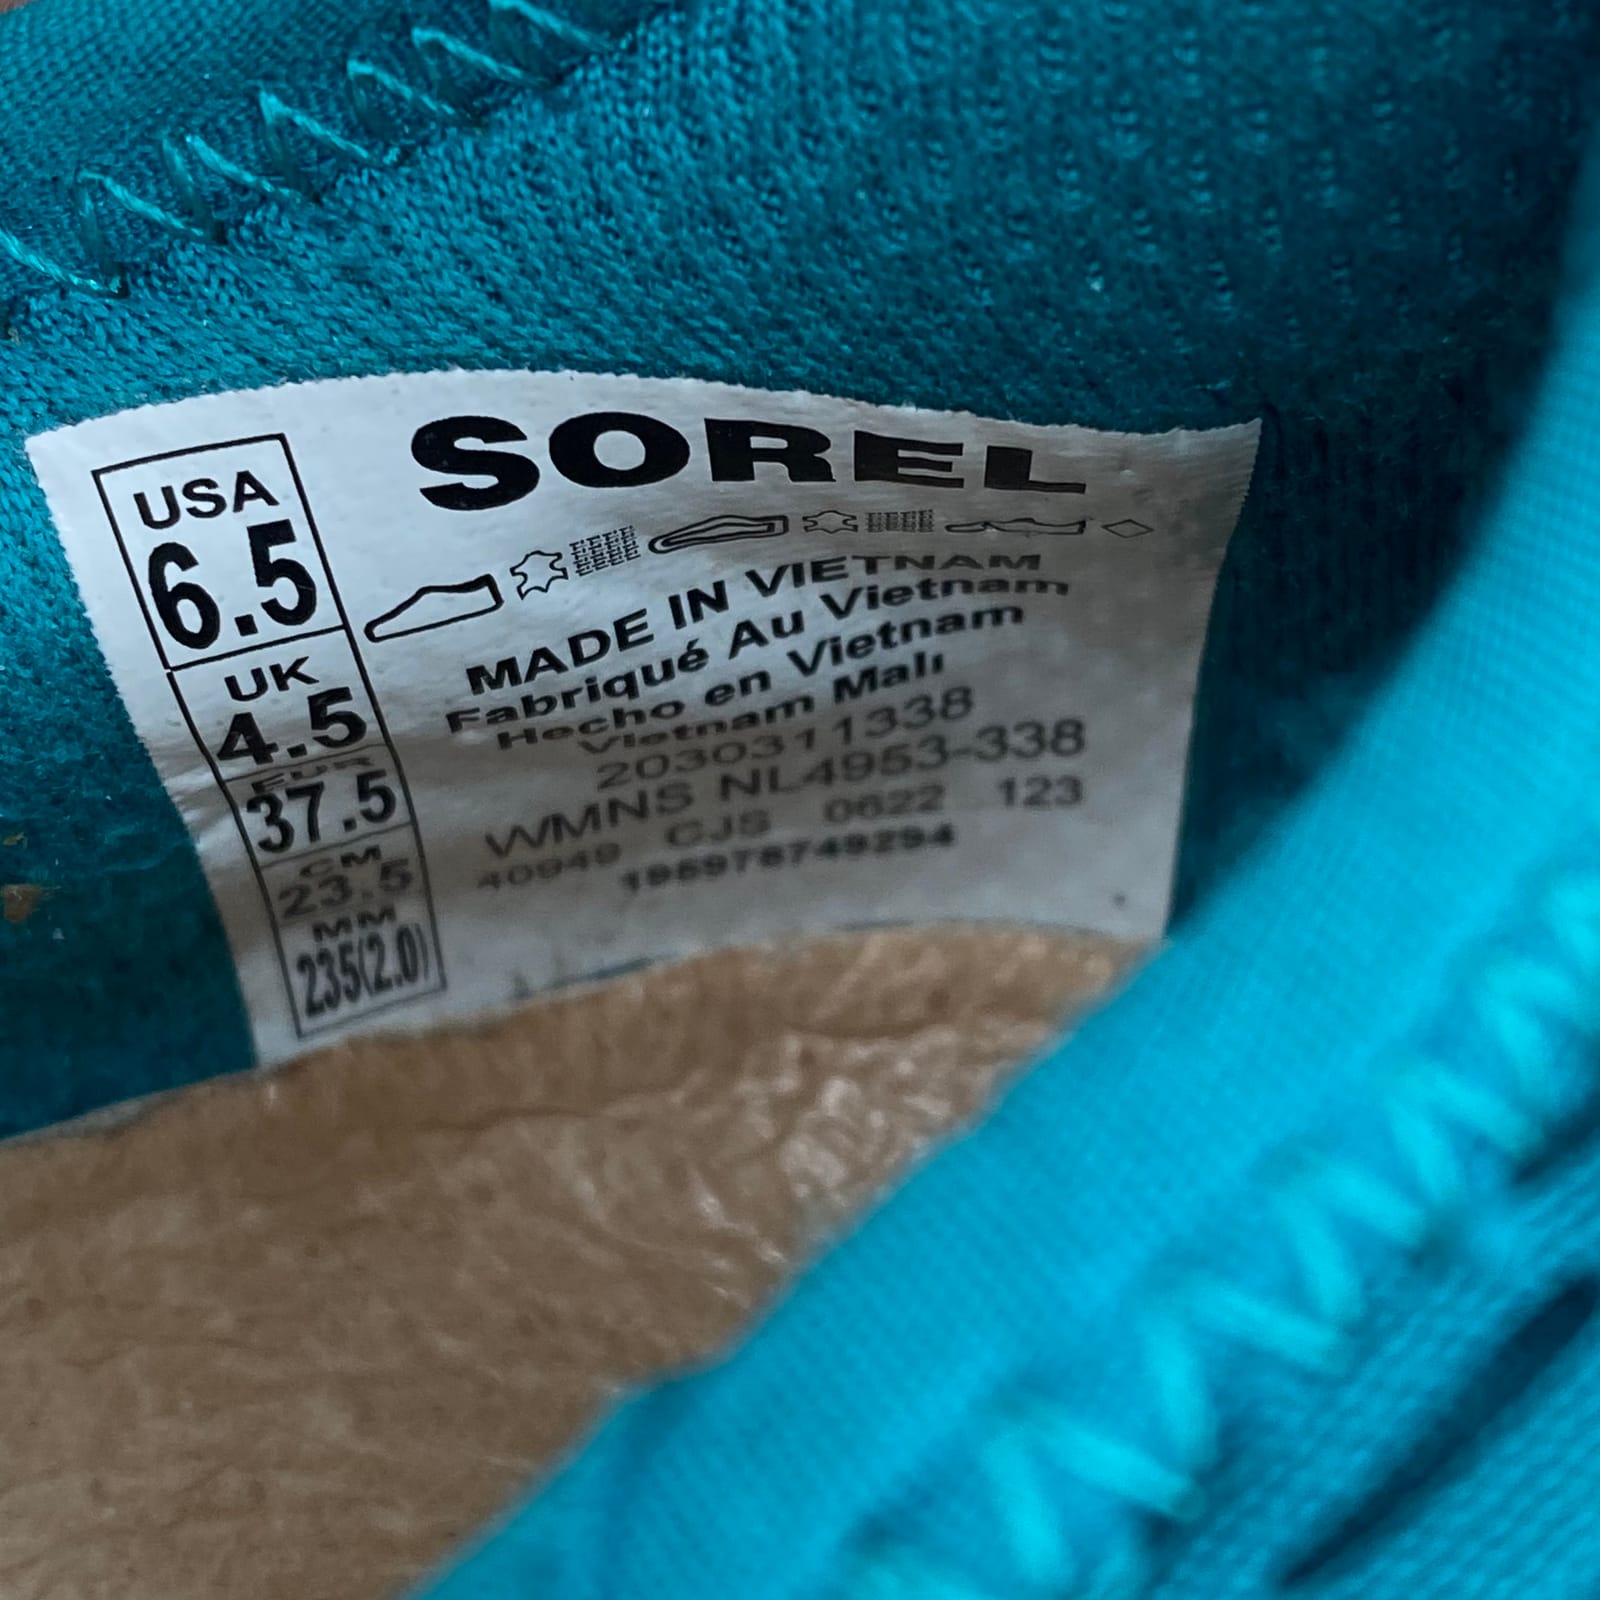 SOREL
USA
6.5
UK
4.5
EUR
37.5
CM
23.5
MM
235(2.0)
MADE IN VIETNAM
Fabriqué Au Vietnam
Hecho en Vietnam
Vietnam Malı
2030311338
WMNS NL4953-338
40949 CJS 0622 123
195978749294